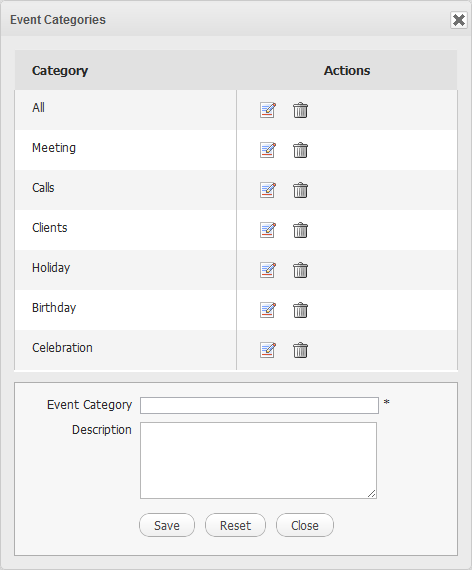 Event Categories
Category Actions
All
Meeting
Calls
Clients
Holiday
Birthday
Celebration
Event Category *
Description
Save Reset Close